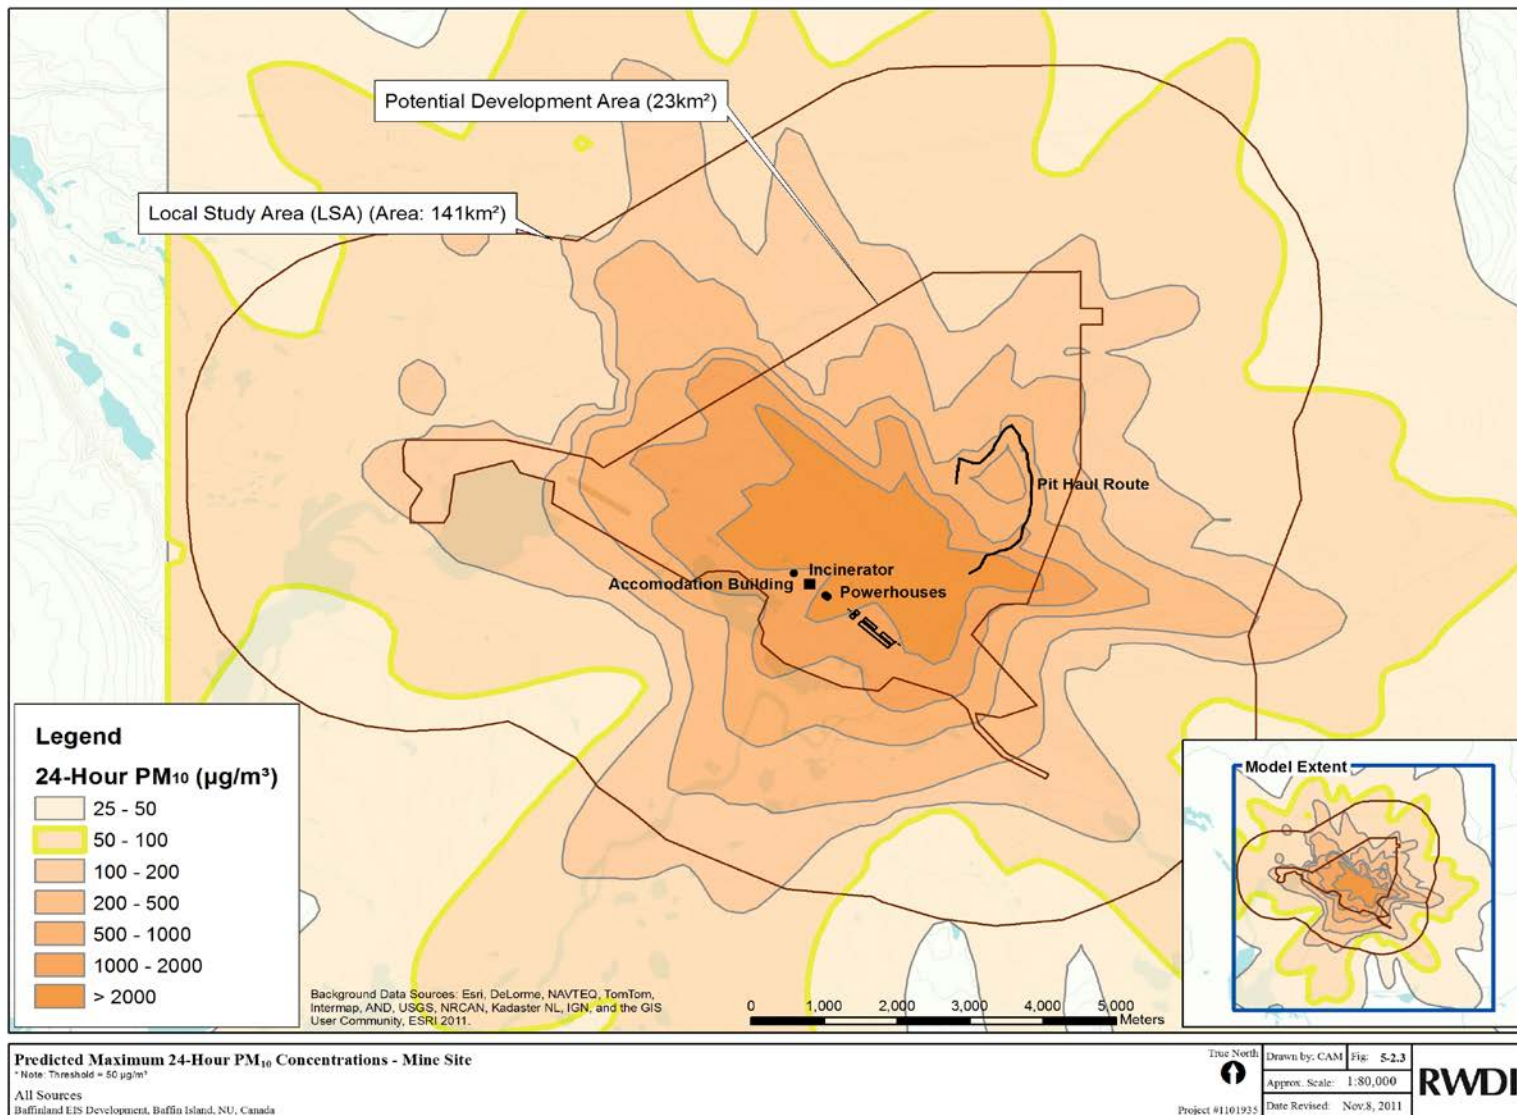 Potential Development Area (23km²)
Local Study Area (LSA) (Area: 141km²)
Pit Haul Route
Incinerator
Accomodation Building
Powerhouses
Legend
24-Hour PM₁₀ (µg/m³)
25 - 50
50 - 100
100 - 200
200 - 500
500 - 1000
1000 - 2000
> 2000
Background Data Sources: Esri, DeLorme, NAVTEQ, TomTom,
Intermap, AND, USGS, NRCAN, Kadaster NL, IGN, and the GIS
User Community, ESRI 2011.
0 1,000 2,000 3,000 4,000 5,000
Meters
Model Extent
Predicted Maximum 24-Hour PM₁₀ Concentrations - Mine Site
* Note: Threshold = 50 µg/m³
All Sources
Baffinland EIS Development, Baffin Island, NU, Canada
True North
Project #1101935
Drawn by: CAM Fig: 5-2.3
Approx. Scale: 1:80,000
Date Revised: Nov.8, 2011
RWDI